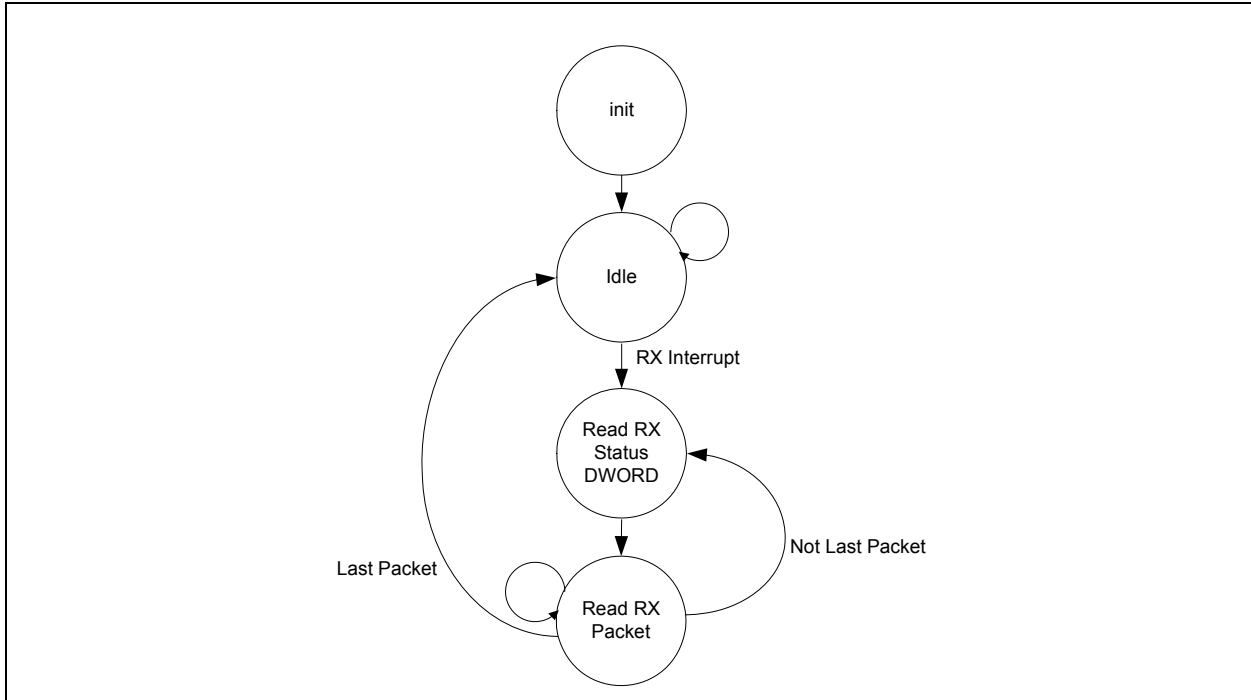 init
Idle
RX Interrupt
Read RX
Status
DWORD
Not Last Packet
Last Packet
Read RX
Packet